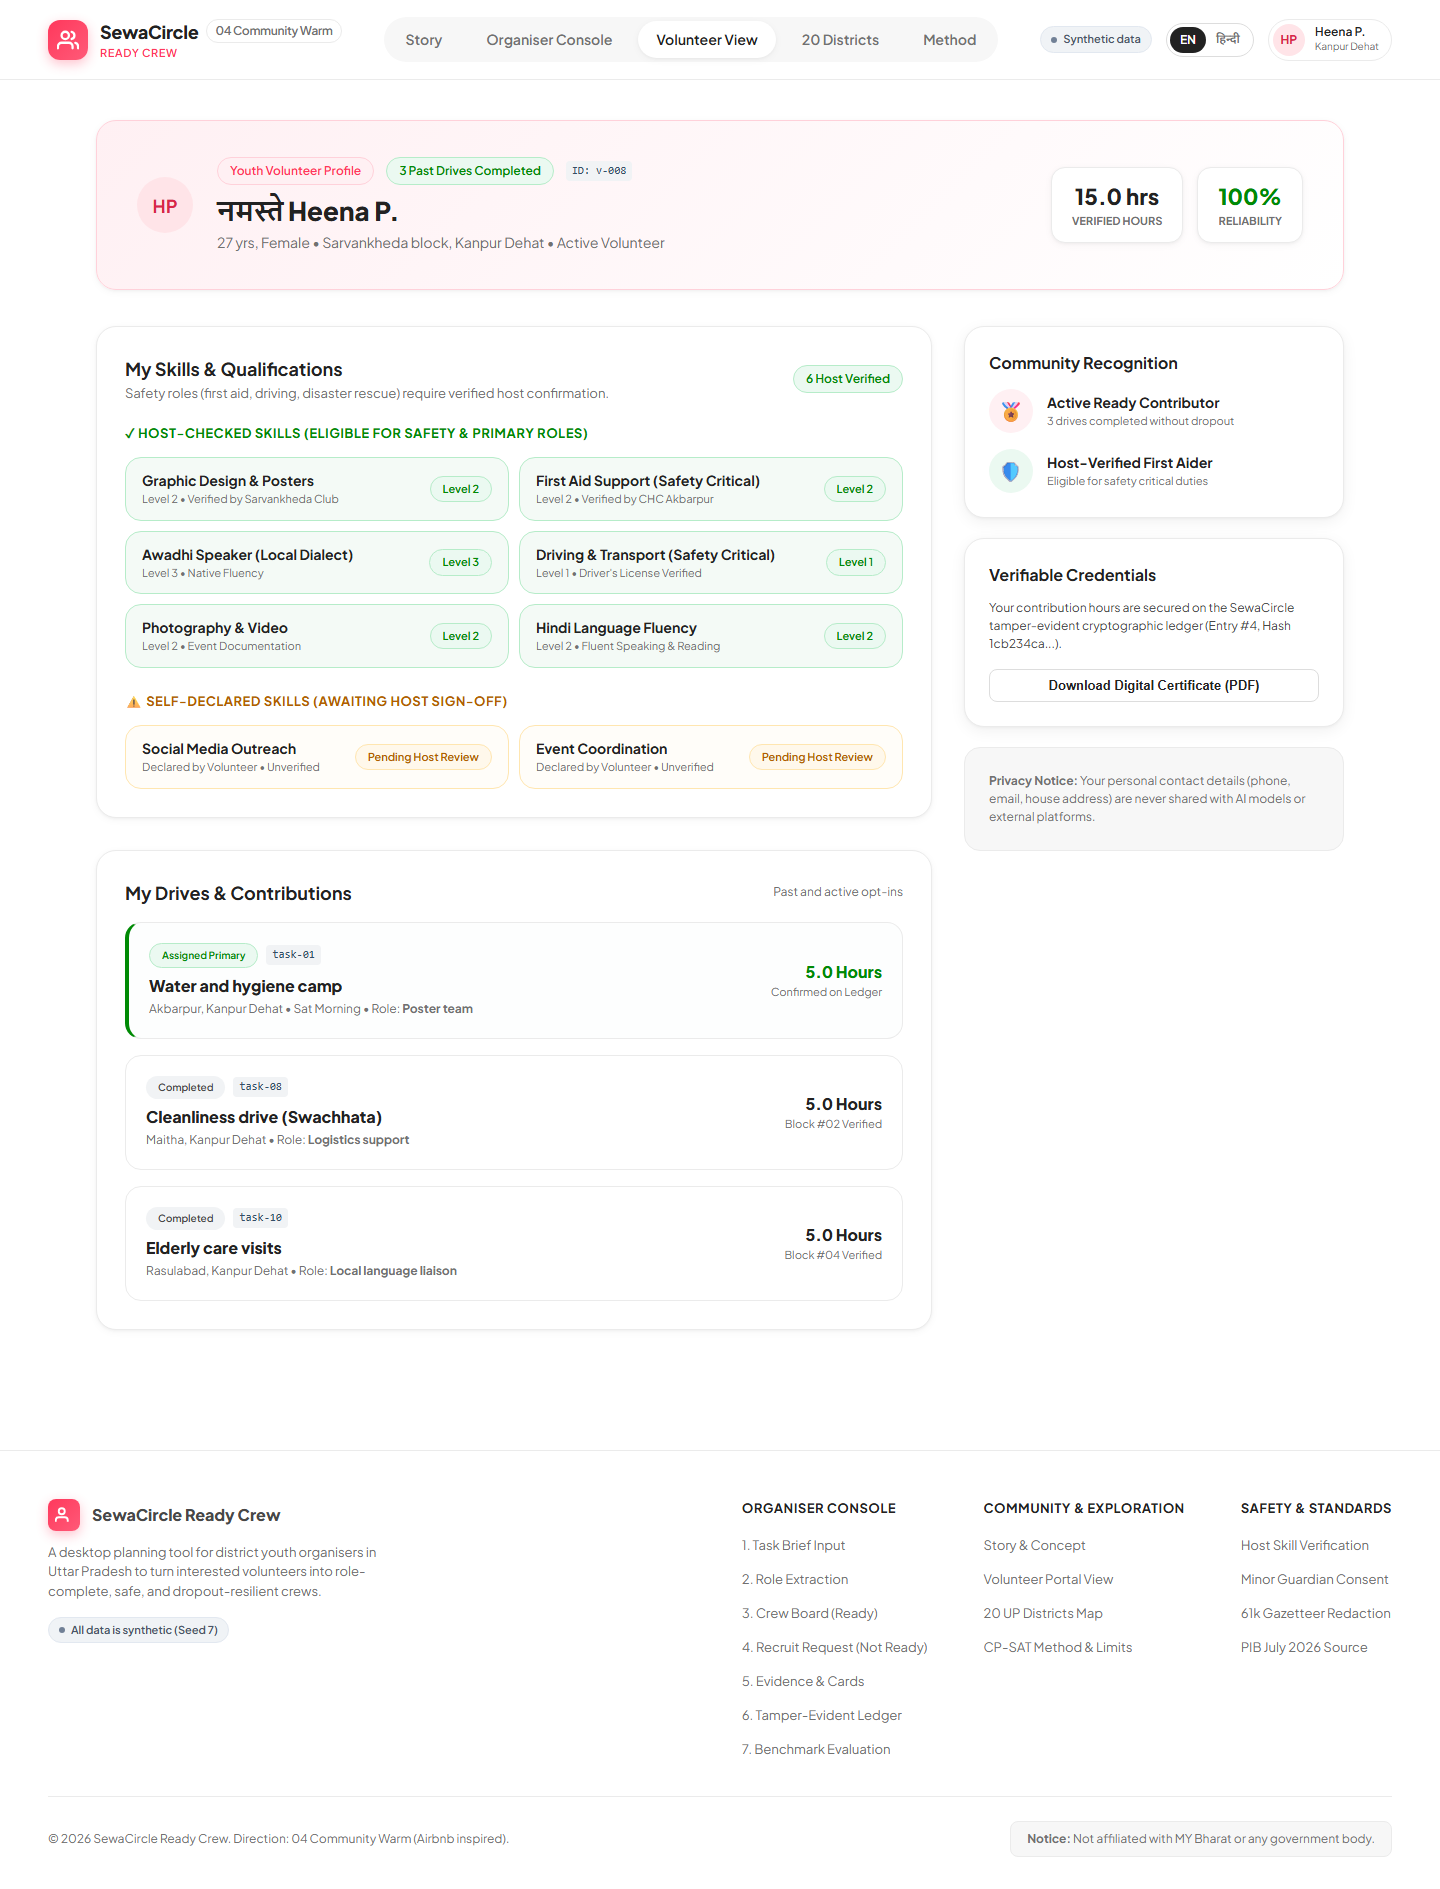 SewaCircle
04 Community Warm
READY CREW
Story
Organiser Console
Volunteer View
20 Districts
Method
Synthetic data
EN
हिन्दी
HP
Heena P.
Kanpur Dehat
HP
Youth Volunteer Profile
3 Past Drives Completed
ID: v-008
नमस्ते Heena P.
27 yrs, Female • Sarvankheda block, Kanpur Dehat • Active Volunteer
15.0 hrs
VERIFIED HOURS
100%
RELIABILITY
My Skills & Qualifications
Safety roles (first aid, driving, disaster rescue) require verified host confirmation.
6 Host Verified
✓ HOST-CHECKED SKILLS (ELIGIBLE FOR SAFETY & PRIMARY ROLES)
Graphic Design & Posters
Level 2 • Verified by Sarvankheda Club
Level 2
First Aid Support (Safety Critical)
Level 2 • Verified by CHC Akbarpur
Level 2
Awadhi Speaker (Local Dialect)
Level 3 • Native Fluency
Level 3
Driving & Transport (Safety Critical)
Level 1 • Driver's License Verified
Level 1
Photography & Video
Level 2 • Event Documentation
Level 2
Hindi Language Fluency
Level 2 • Fluent Speaking & Reading
Level 2
⚠️ SELF-DECLARED SKILLS (AWAITING HOST SIGN-OFF)
Social Media Outreach
Declared by Volunteer • Unverified
Pending Host Review
Event Coordination
Declared by Volunteer • Unverified
Pending Host Review
Community Recognition
Active Ready Contributor
3 drives completed without dropout
Host-Verified First Aider
Eligible for safety critical duties
Verifiable Credentials
Your contribution hours are secured on the SewaCircle
tamper-evident cryptographic ledger (Entry #4, Hash
1cb234ca...).
Download Digital Certificate (PDF)
Privacy Notice: Your personal contact details (phone,
email, house address) are never shared with AI models or
external platforms.
My Drives & Contributions
Past and active opt-ins
Assigned Primary
task-01
Water and hygiene camp
Akbarpur, Kanpur Dehat • Sat Morning • Role: Poster team
5.0 Hours
Confirmed on Ledger
Completed
task-08
Cleanliness drive (Swachhata)
Maitha, Kanpur Dehat • Role: Logistics support
5.0 Hours
Block #02 Verified
Completed
task-10
Elderly care visits
Rasulabad, Kanpur Dehat • Role: Local language liaison
5.0 Hours
Block #04 Verified
SewaCircle Ready Crew
A desktop planning tool for district youth organisers in
Uttar Pradesh to turn interested volunteers into role-
complete, safe, and dropout-resilient crews.
All data is synthetic (Seed 7)
ORGANISER CONSOLE
1. Task Brief Input
2. Role Extraction
3. Crew Board (Ready)
4. Recruit Request (Not Ready)
5. Evidence & Cards
6. Tamper-Evident Ledger
7. Benchmark Evaluation
COMMUNITY & EXPLORATION
Story & Concept
Volunteer Portal View
20 UP Districts Map
CP-SAT Method & Limits
SAFETY & STANDARDS
Host Skill Verification
Minor Guardian Consent
61k Gazetteer Redaction
PIB July 2026 Source
© 2026 SewaCircle Ready Crew. Direction: 04 Community Warm (Airbnb inspired).
Notice: Not affiliated with MY Bharat or any government body.